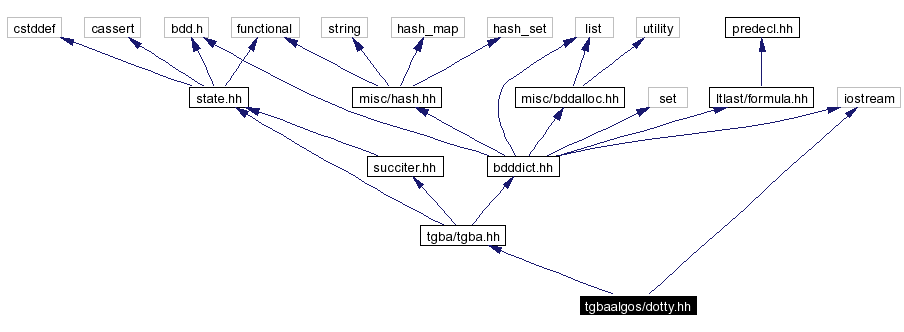 cstddef
cassert
bdd.h
functional
string
hash_map
hash_set
list
utility
predecl.hh
state.hh
misc/hash.hh
misc/bddalloc.hh
set
ltlast/formula.hh
iostream
succiter.hh
bdddict.hh
tgba/tgba.hh
tgbaalgos/dotty.hh